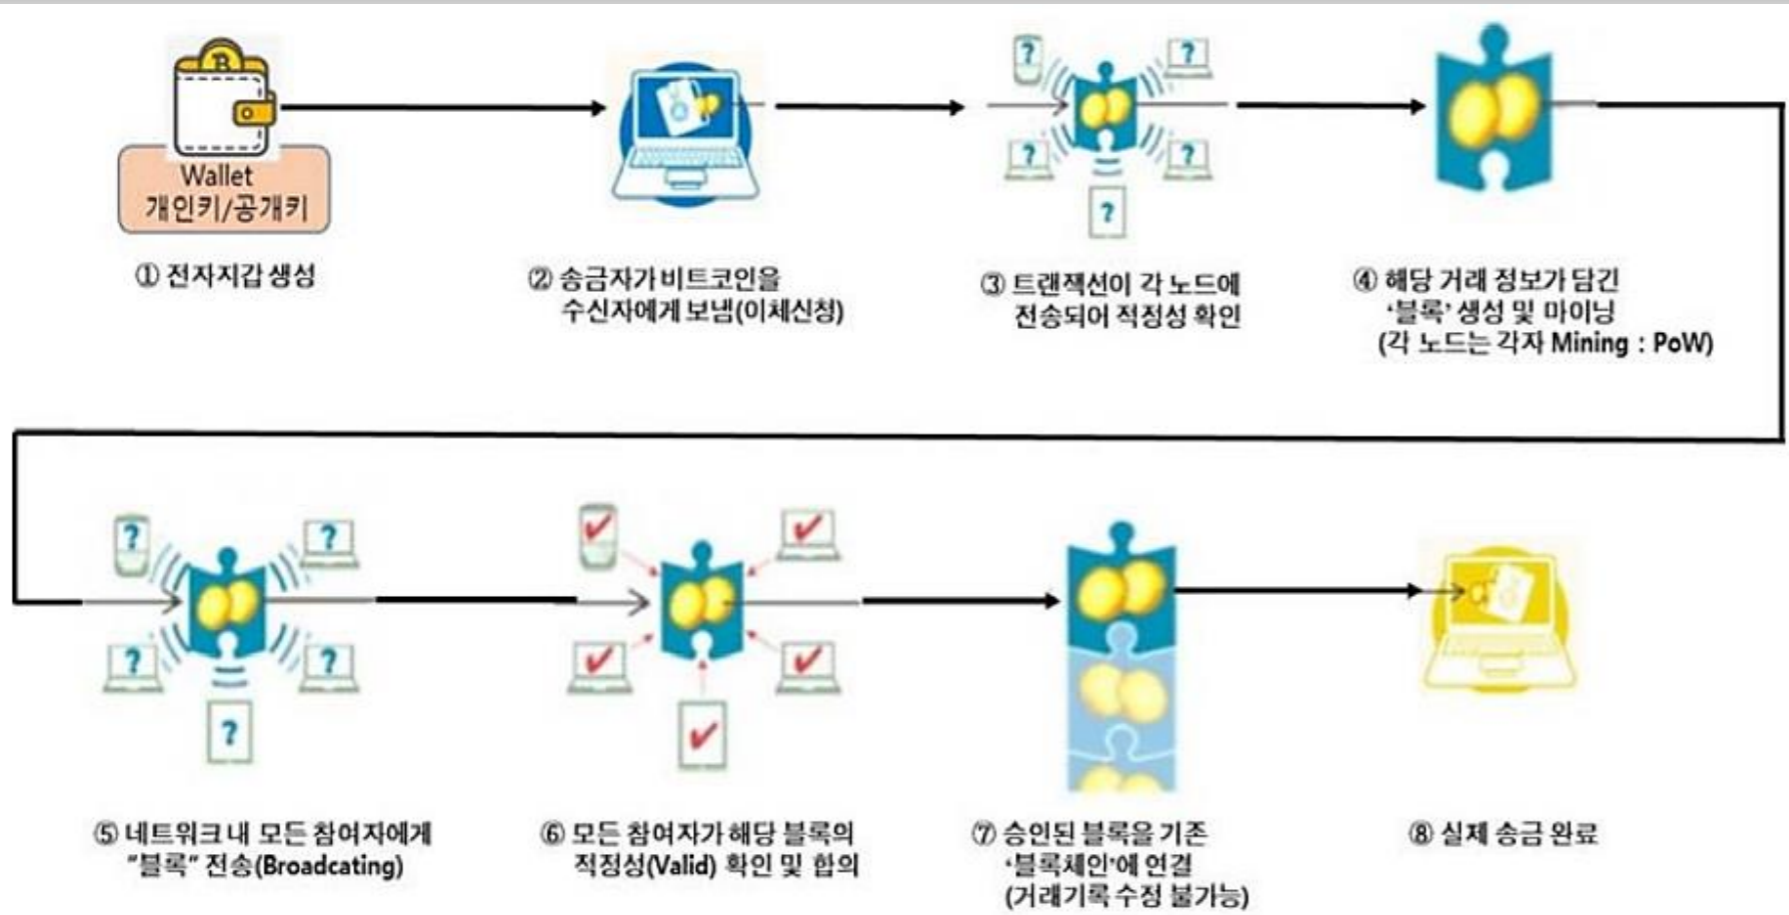 Wallet
개인키/공개키
① 전자지갑 생성
② 송금자가 비트코인을
수신자에게 보냄(이체신청)
③ 트랜잭션이 각 노드에
전송되어 적정성 확인
④ 해당 거래 정보가 담긴
‘블록’ 생성 및 마이닝
(각 노드는 각자 Mining : PoW)
⑤ 네트워크 내 모든 참여자에게
“블록” 전송(Broadcating)
⑥ 모든 참여자가 해당 블록의
적정성(Valid) 확인 및 합의
⑦ 승인된 블록을 기존
‘블록체인’에 연결
(거래기록 수정 불가능)
⑧ 실제 송금 완료